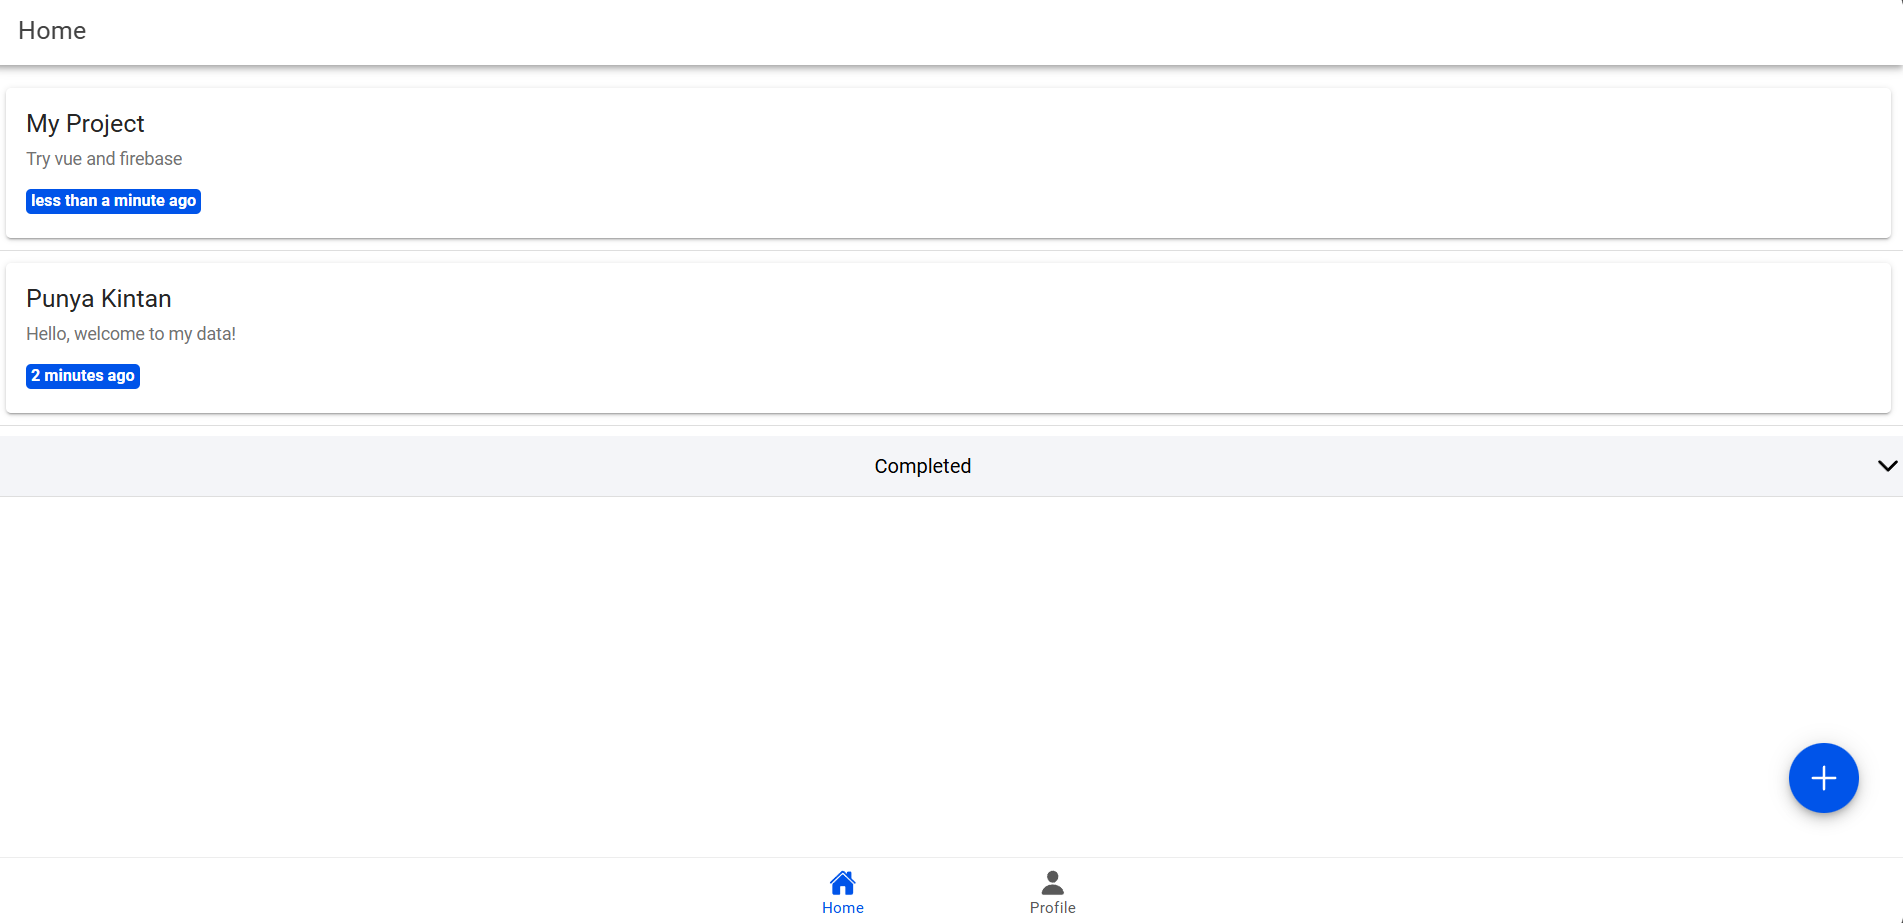 Home
My Project
Try vue and firebase
less than a minute ago
Punya Kintan
Hello, welcome to my data!
2 minutes ago
Completed
Home
Profile